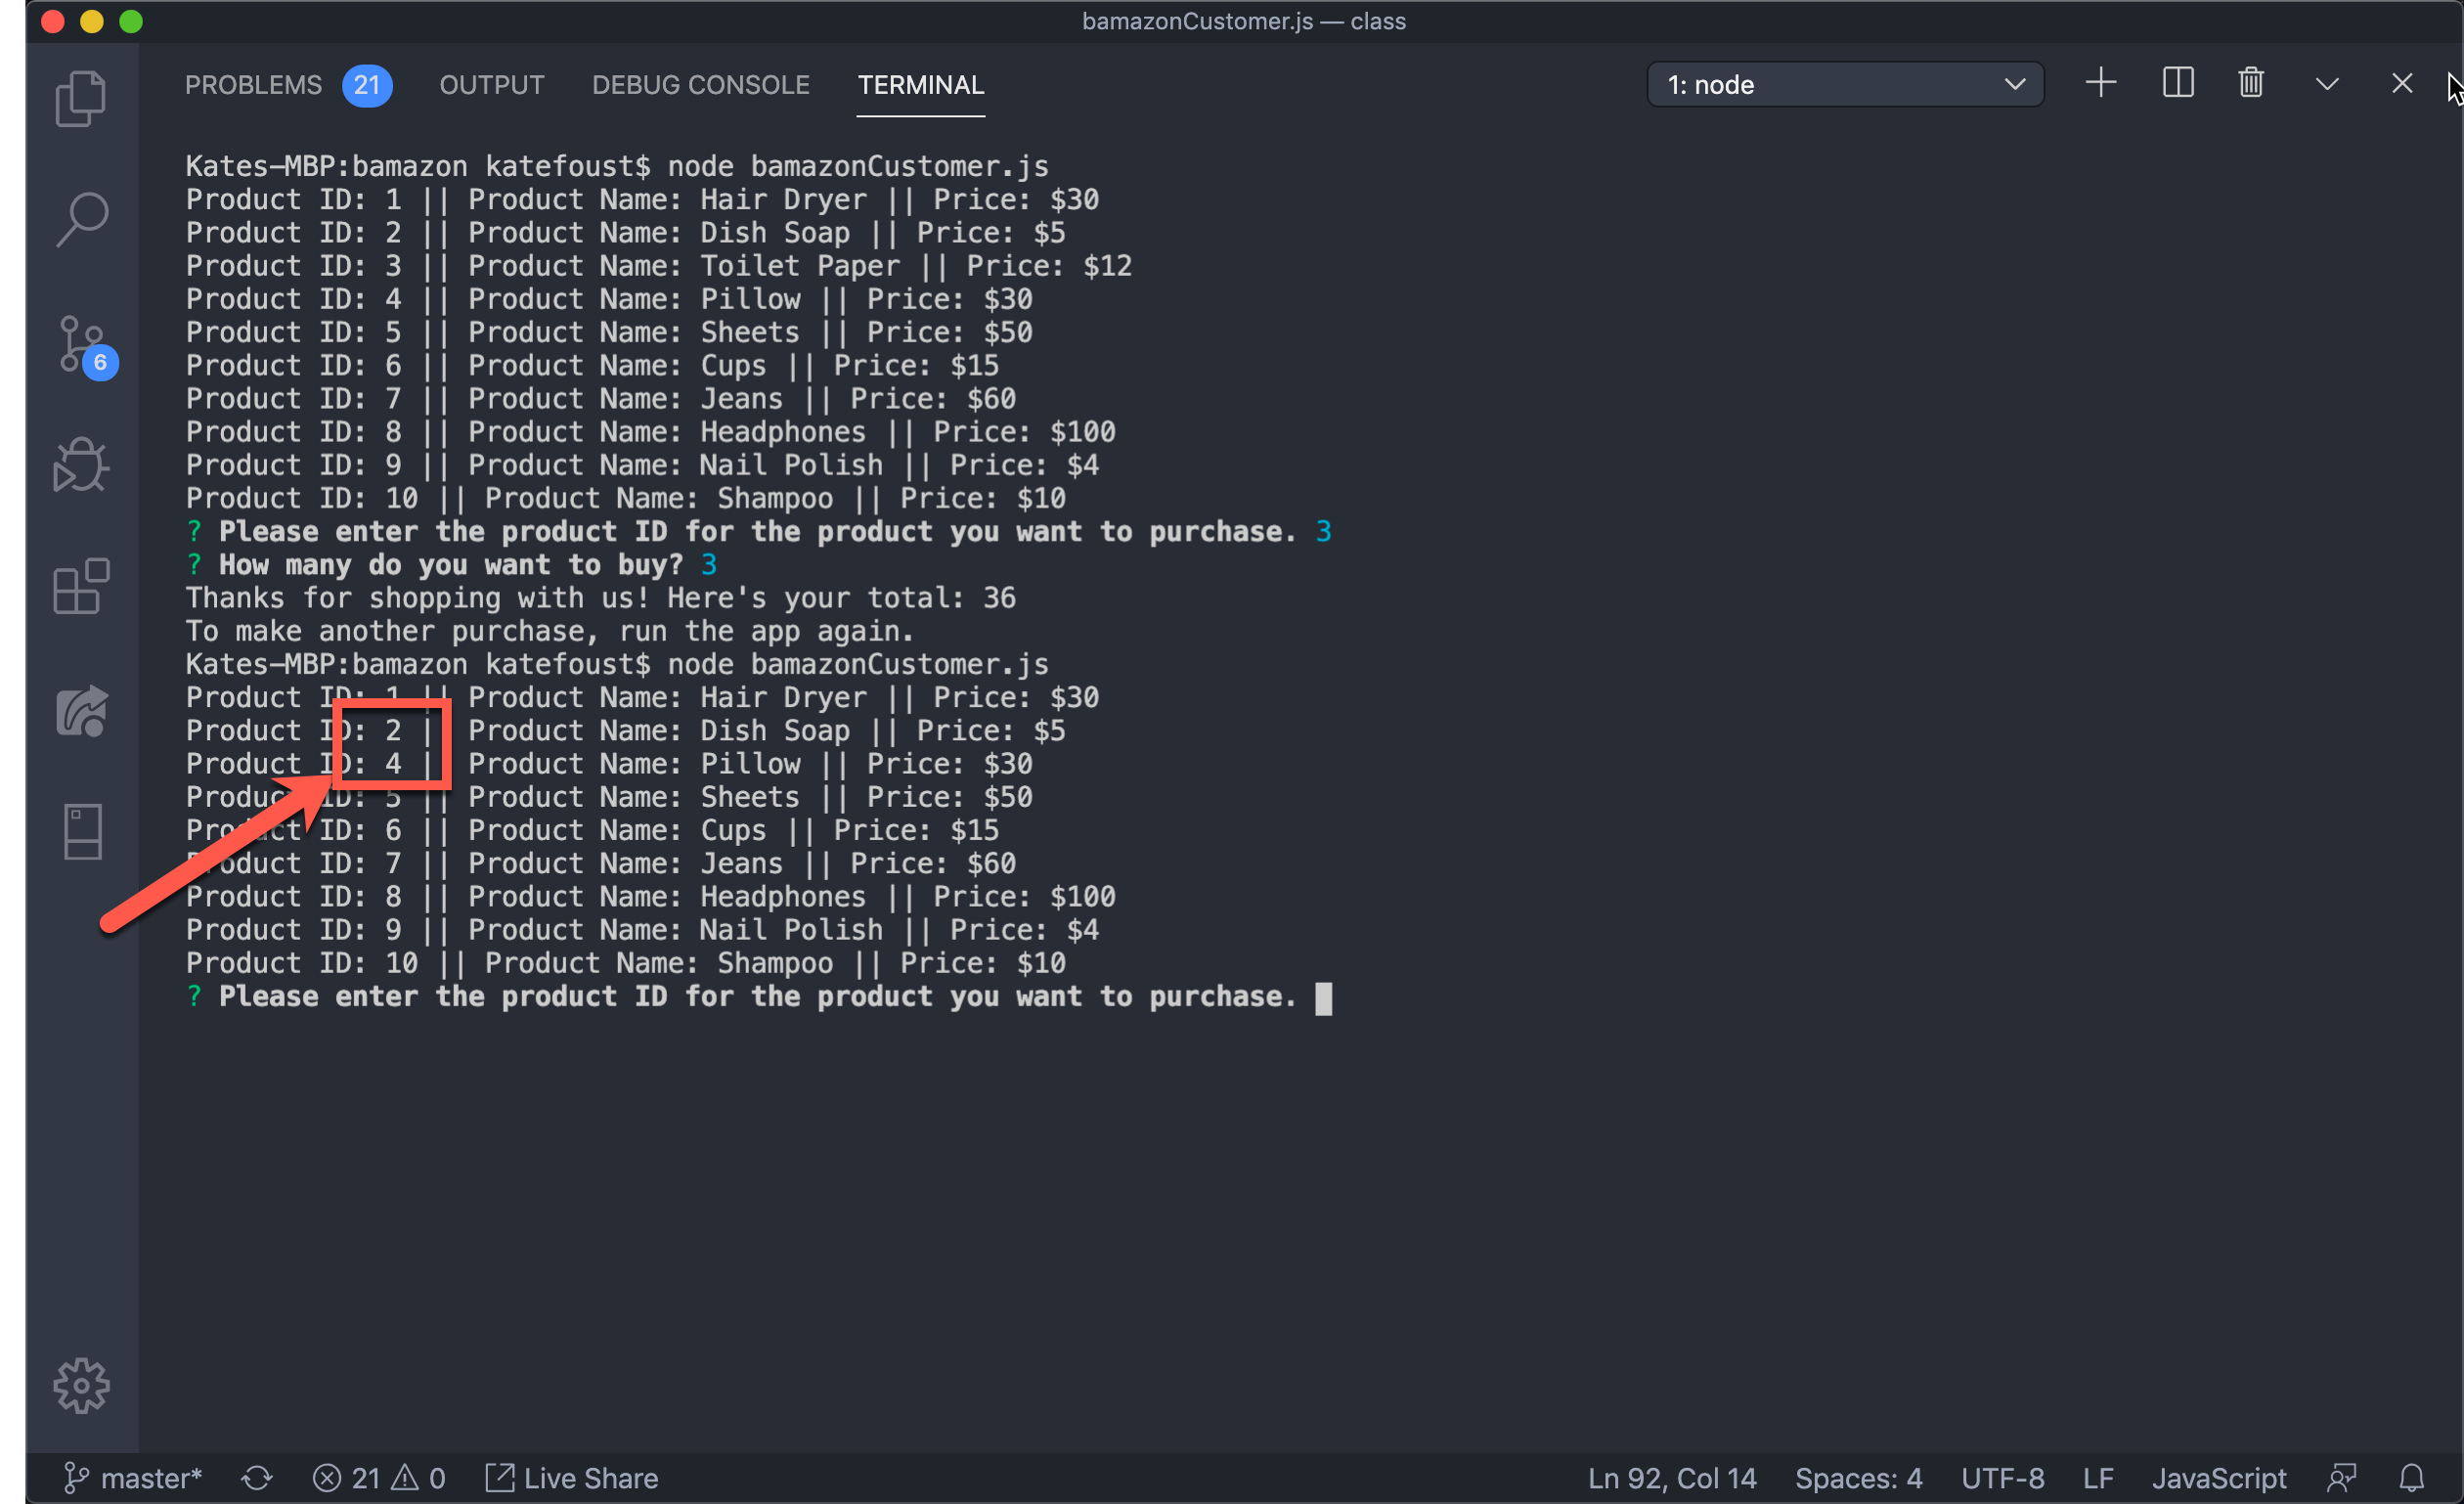 bamazonCustomer.js — class
PROBLEMS 21 OUTPUT DEBUG CONSOLE TERMINAL 1: node
Kates-MBP:bamazon katefoust$ node bamazonCustomer.js
Product ID: 1 || Product Name: Hair Dryer || Price: $30
Product ID: 2 || Product Name: Dish Soap || Price: $5
Product ID: 3 || Product Name: Toilet Paper || Price: $12
Product ID: 4 || Product Name: Pillow || Price: $30
Product ID: 5 || Product Name: Sheets || Price: $50
Product ID: 6 || Product Name: Cups || Price: $15
Product ID: 7 || Product Name: Jeans || Price: $60
Product ID: 8 || Product Name: Headphones || Price: $100
Product ID: 9 || Product Name: Nail Polish || Price: $4
Product ID: 10 || Product Name: Shampoo || Price: $10
? Please enter the product ID for the product you want to purchase. 3
? How many do you want to buy? 3
Thanks for shopping with us! Here's your total: 36
To make another purchase, run the app again.
Kates-MBP:bamazon katefoust$ node bamazonCustomer.js
Product ID: 1 || Product Name: Hair Dryer || Price: $30
Product ID: 2 || Product Name: Dish Soap || Price: $5
Product ID: 4 || Product Name: Pillow || Price: $30
Product ID: 5 || Product Name: Sheets || Price: $50
Product ID: 6 || Product Name: Cups || Price: $15
Product ID: 7 || Product Name: Jeans || Price: $60
Product ID: 8 || Product Name: Headphones || Price: $100
Product ID: 9 || Product Name: Nail Polish || Price: $4
Product ID: 10 || Product Name: Shampoo || Price: $10
? Please enter the product ID for the product you want to purchase.
6
master* 21 0 Live Share Ln 92, Col 14 Spaces: 4 UTF-8 LF JavaScript